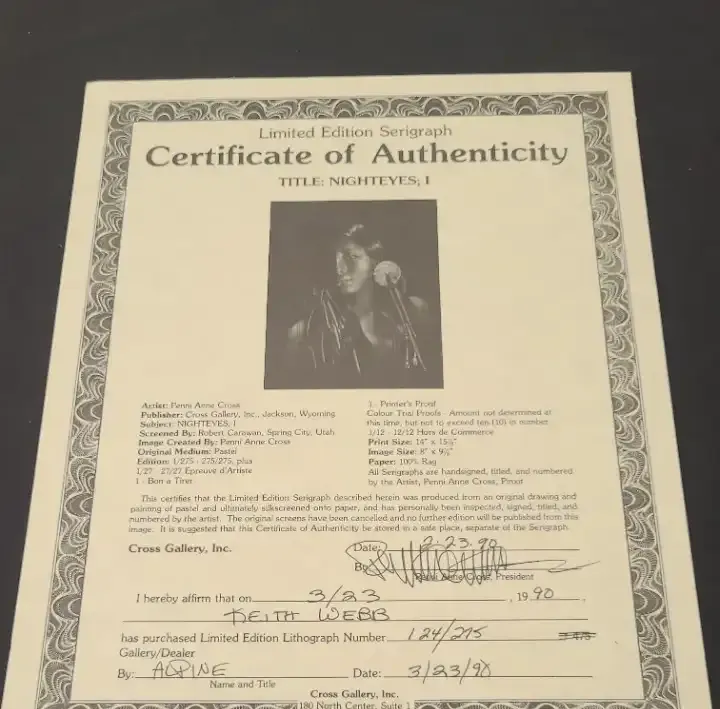 Limited Edition Serigraph
Certificate of Authenticity
TITLE: NIGHTEYES; I
Artist: Penni Anne Cross
Publisher: Cross Gallery, Inc., Jackson, Wyoming
Subject: NIGHTEYES; I
Screened By: Robert Carawan, Spring City, Utah
Image Created By: Penni Anne Cross
Original Medium: Pastel
Edition: 1/275 - 275/275, plus
1/27 - 27/27 Epreuve d'Artiste
1 - Bon a Tirer
1 - Printer's Proof
Colour Trial Proofs - Amount not determined at
this time, but not to exceed ten (10) in number.
1/12 - 12/12 Hors de Commerce
Print Size: 14" x 15½"
Image Size: 8" x 9½"
Paper: 100% Rag
All Serigraphs are handsigned, titled, and numbered
by the Artist, Penni Anne Cross, Proof
This certifies that the Limited Edition Serigraph described herein was produced from an original drawing and
painting of pastel and ultimately silkscreened onto paper, and has personally been inspected, signed, titled, and
numbered by the artist. The original screens have been cancelled and no further edition will be published from this
image. It is suggested that this Certificate of Authenticity be stored in a safe place, separate of the Serigraph.
Cross Gallery, Inc.
Date: 2·23·90
By:
Penni Anne Cross, President
I hereby affirm that on 3/23, 1990.
KEITH WEBB
has purchased Limited Edition Lithograph Number 124/275
Gallery/Dealer
By: ALPINE Date: 3/23/90
Name and Title
Cross Gallery, Inc.
180 North Center, Suite 1